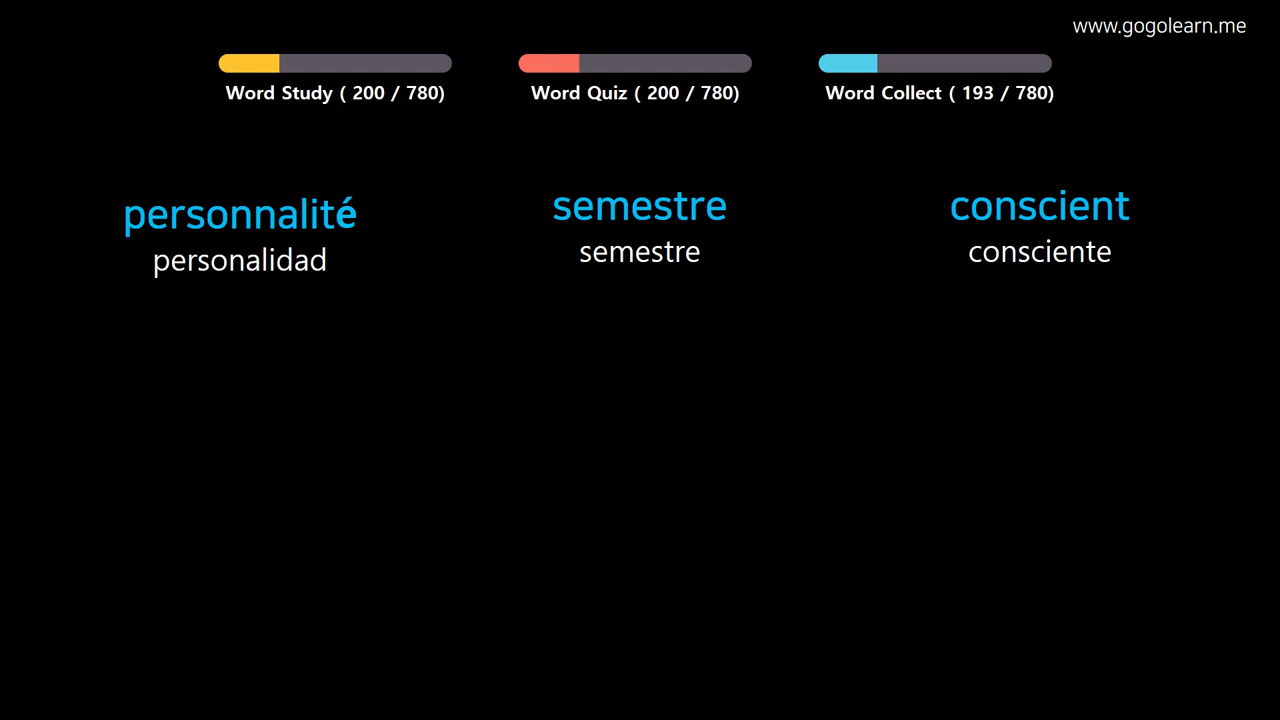 www.gogolearn.me
Word Study ( 200 / 780)
Word Quiz ( 200 / 780)
Word Collect ( 193 / 780)
personnalité
personalidad
semestre
semestre
conscient
consciente